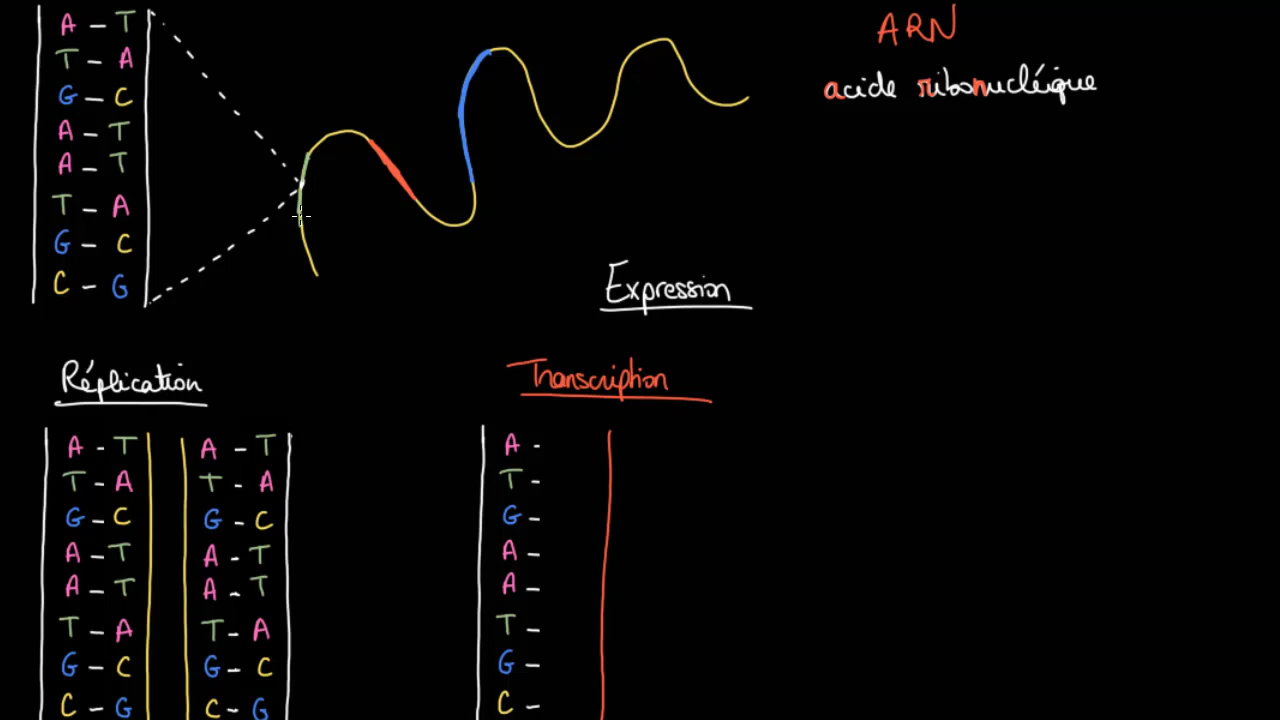 A - T
T - A
G - C
A - T
A - T
T - A
G - C
C - G
ARN
acide ribonucléique
Expression
Réplication
A - T A - T
T - A T - A
G - C G - C
A - T A - T
A - T A - T
T - A T - A
G - C G - C
C - G C - G
Transcription
A -
T -
G -
A -
A -
T -
G -
C -